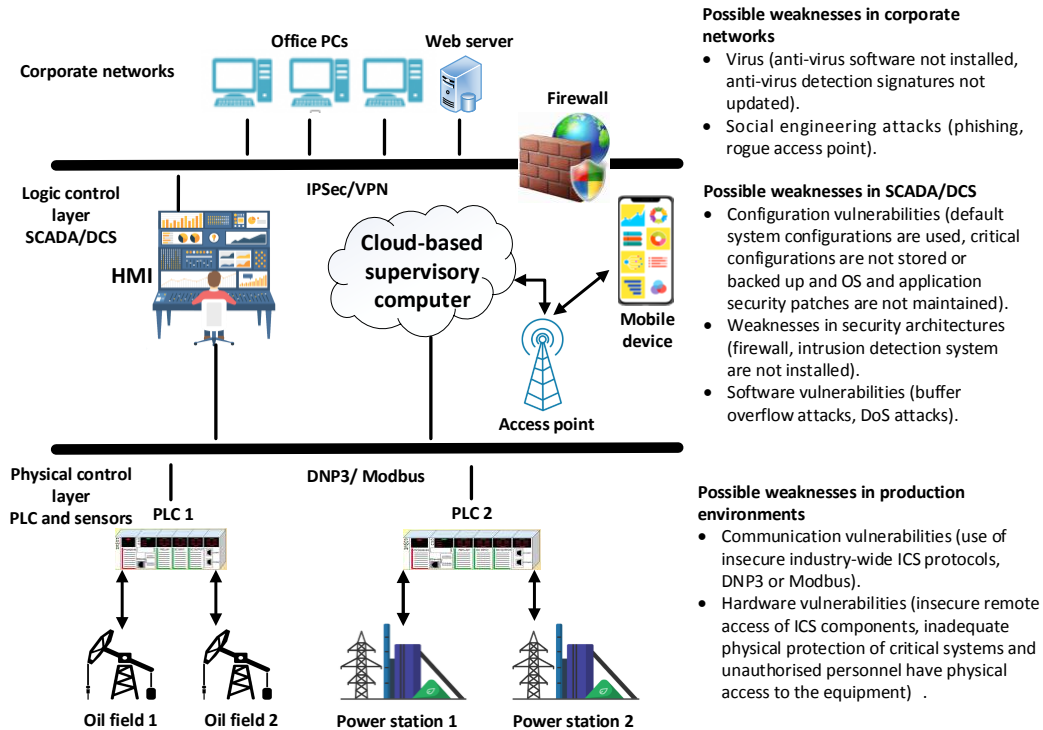 Office PCs
Web server
Corporate networks
Firewall
IPSec/VPN
Logic control
layer
SCADA/DCS
HMI
Cloud-based
supervisory
computer
Mobile
device
Access point
Physical control
layer
PLC and sensors
DNP3/ Modbus
PLC 1
PLC 2
Oil field 1
Oil field 2
Power station 1
Power station 2
Possible weaknesses in corporate
networks
• Virus (anti-virus software not installed,
anti-virus detection signatures not
updated).
• Social engineering attacks (phishing,
rogue access point).
Possible weaknesses in SCADA/DCS
• Configuration vulnerabilities (default
system configurations are used, critical
configurations are not stored or
backed up and OS and application
security patches are not maintained).
• Weaknesses in security architectures
(firewall, intrusion detection system
are not installed).
• Software vulnerabilities (buffer
overflow attacks, DoS attacks).
Possible weaknesses in production
environments
• Communication vulnerabilities (use of
insecure industry-wide ICS protocols,
DNP3 or Modbus).
• Hardware vulnerabilities (insecure remote
access of ICS components, inadequate
physical protection of critical systems and
unauthorised personnel have physical
access to the equipment) .